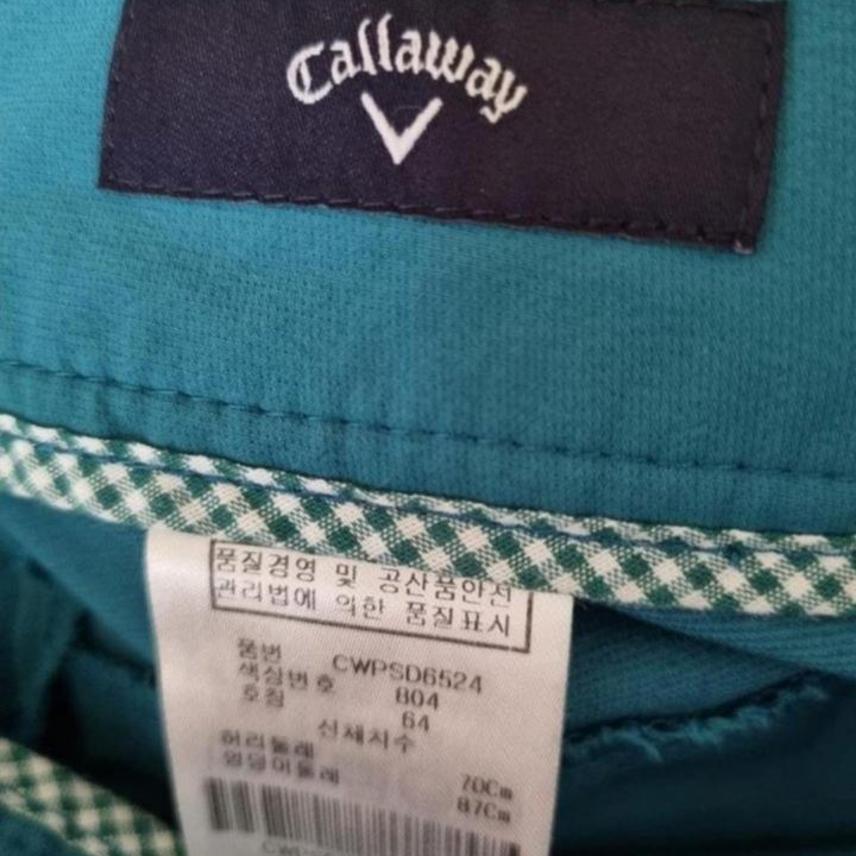 Callaway
품질경영 및 공산품안전
관리법에 의한 품질표시
품번 CWPSD6524
색상번호 804
호칭 64
신체치수
허리둘레 70Cm
엉덩이둘레 87Cm